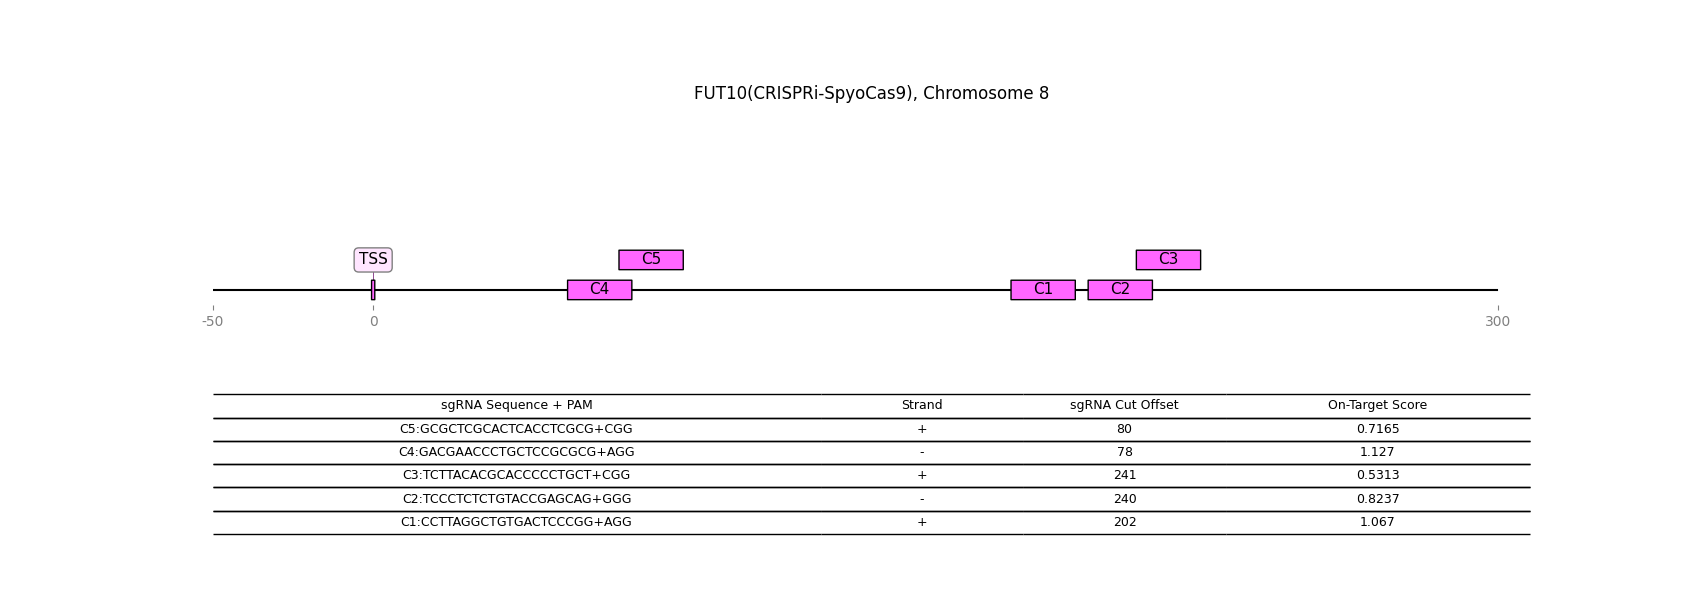 FUT10(CRISPRi-SpyoCas9), Chromosome 8
TSS C5 C3
C4 C1 C2
-50 0 300
sgRNA Sequence + PAM Strand sgRNA Cut Offset On-Target Score
C5:GCGCTCGCACTCACCTCGCG+CGG + 80 0.7165
C4:GACGAACCCTGCTCCGCGCG+AGG - 78 1.127
C3:TCTTACACGCACCCCCTGCT+CGG + 241 0.5313
C2:TCCCTCTCTGTACCGAGCAG+GGG - 240 0.8237
C1:CCTTAGGCTGTGACTCCCGG+AGG + 202 1.067